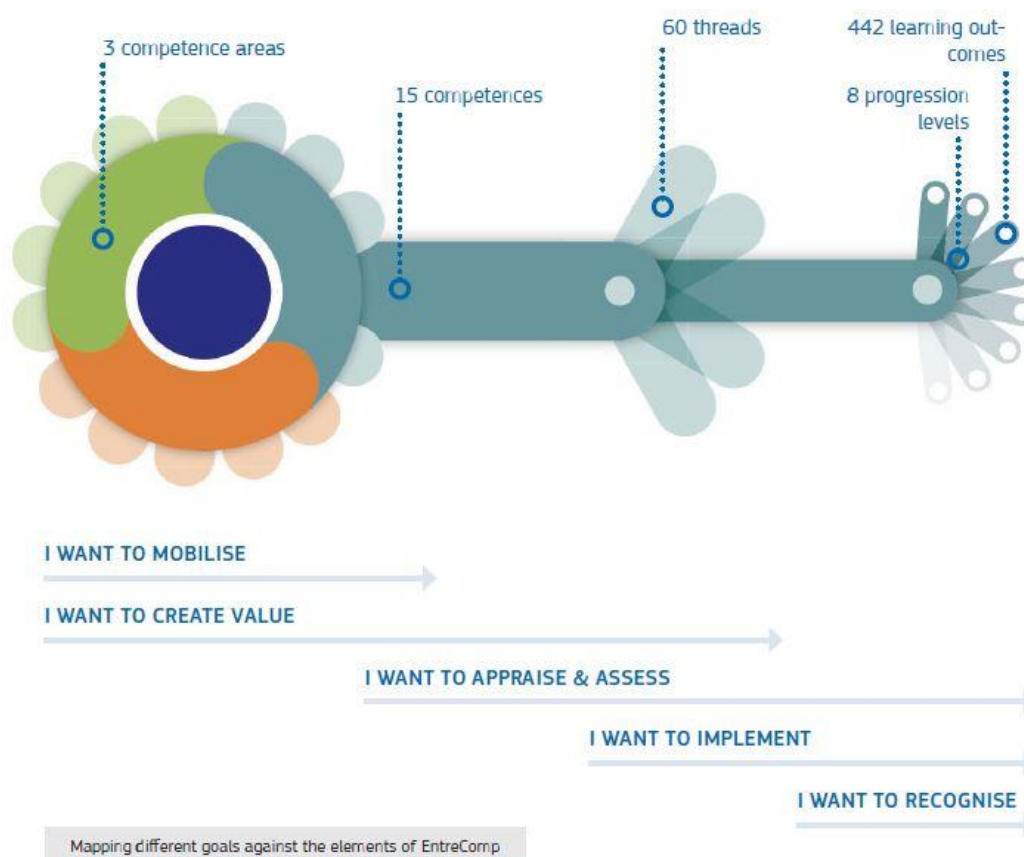 3 competence areas
15 competences
60 threads
442 learning out-
comes
8 progression
levels
I WANT TO MOBILISE
I WANT TO CREATE VALUE
I WANT TO APPRAISE & ASSESS
I WANT TO IMPLEMENT
I WANT TO RECOGNISE
Mapping different goals against the elements of EntreComp